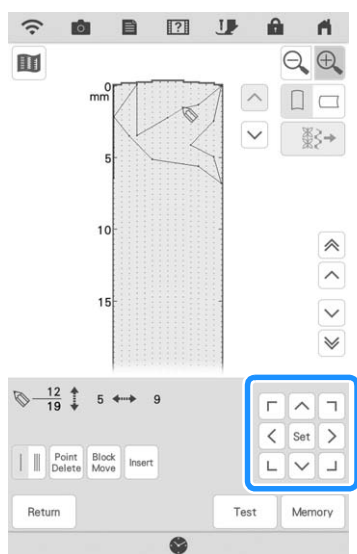 0
mm
5
10
15
12
19
5
9
Set
Point
Delete
Block
Move
Insert
Return
Test
Memory